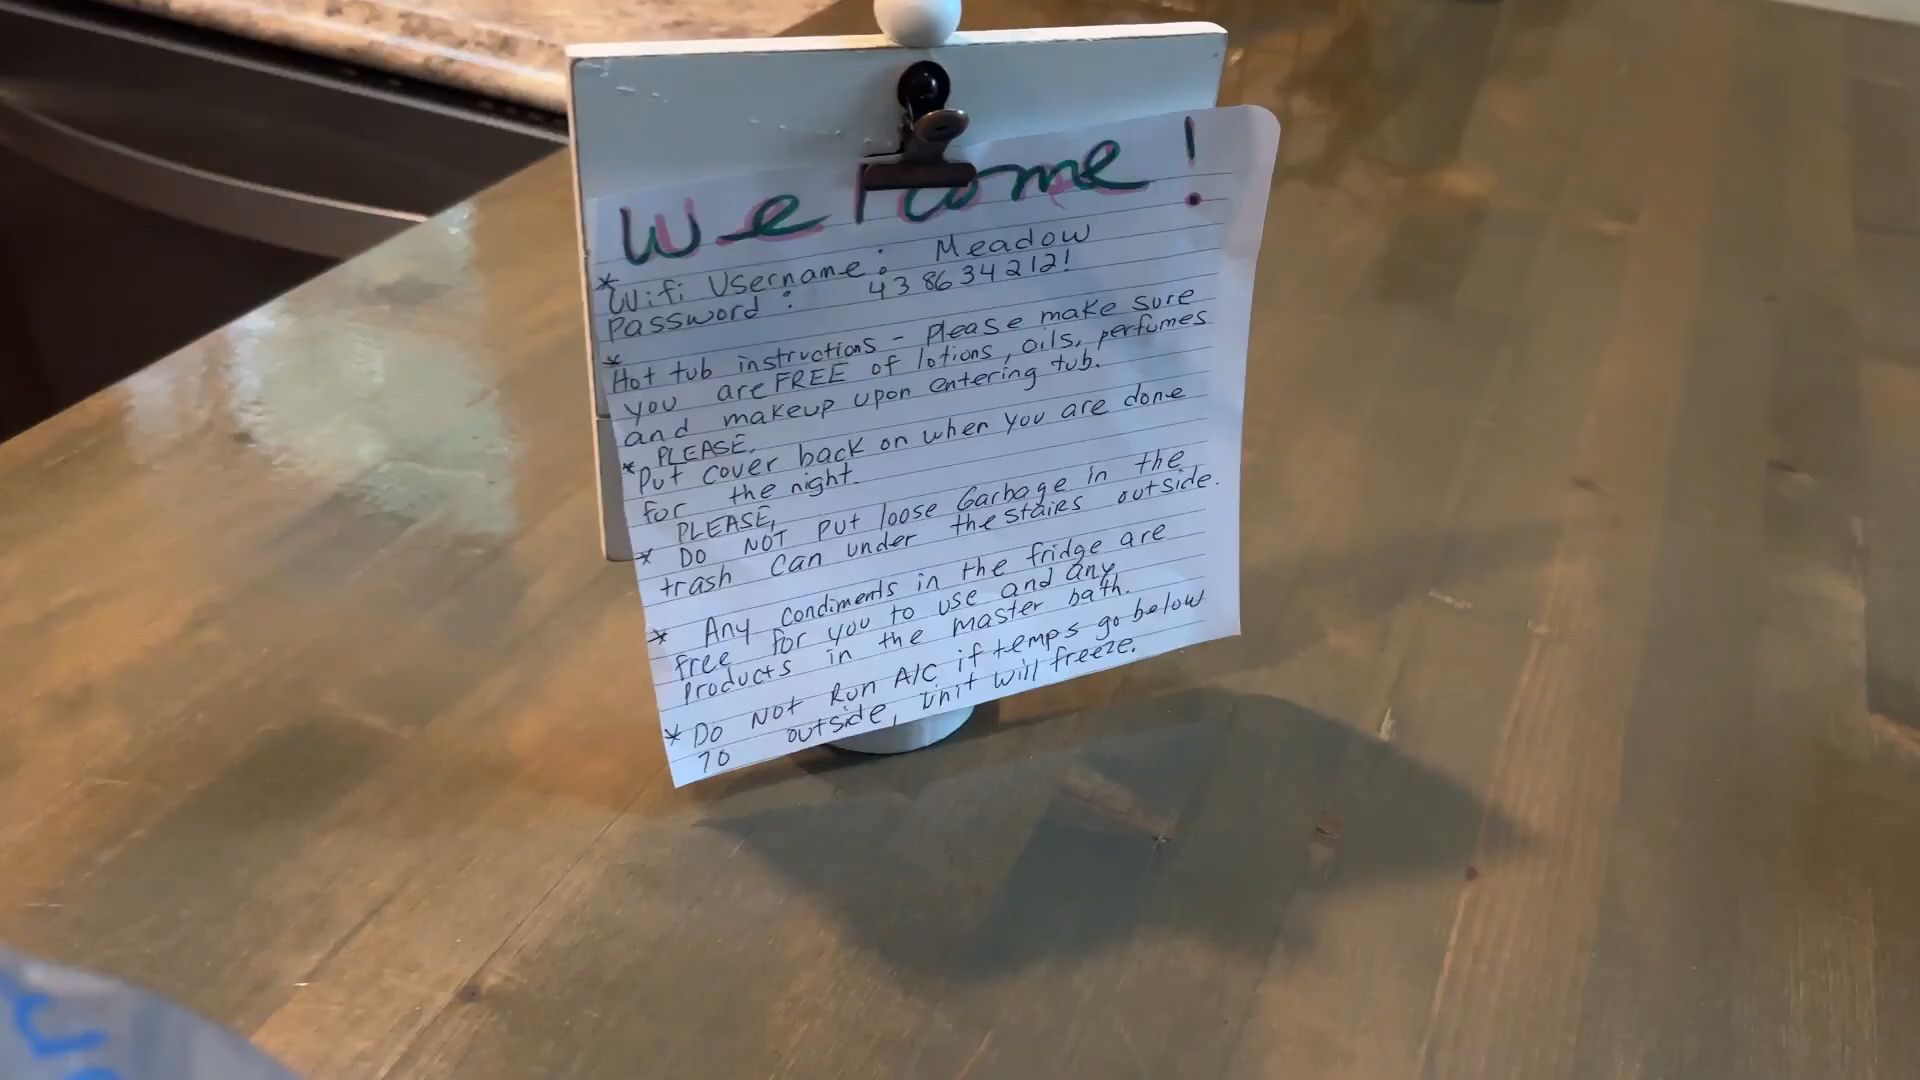 Welcome!
* Wifi Username: Meadow
Password: 438634212!
* Hot tub instructions - Please make sure
you are FREE of lotions, oils, perfumes
and makeup upon entering tub.
* PLEASE,
Put cover back on when you are done
for the night.
PLEASE,
* DO NOT put loose Garbage in the
trash can under the stairs outside.
* Any condiments in the fridge are
free for you to use and any
products in the master bath.
* Do NOT Run A/C if temps go below
70 outside, unit will freeze.